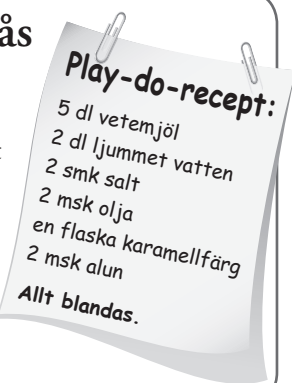 ås
Play-do-recept:
5 dl vetemjöl
2 dl ljummet vatten
2 smk salt
2 msk olja
en flaska karamellfärg
2 msk alun
Allt blandas.